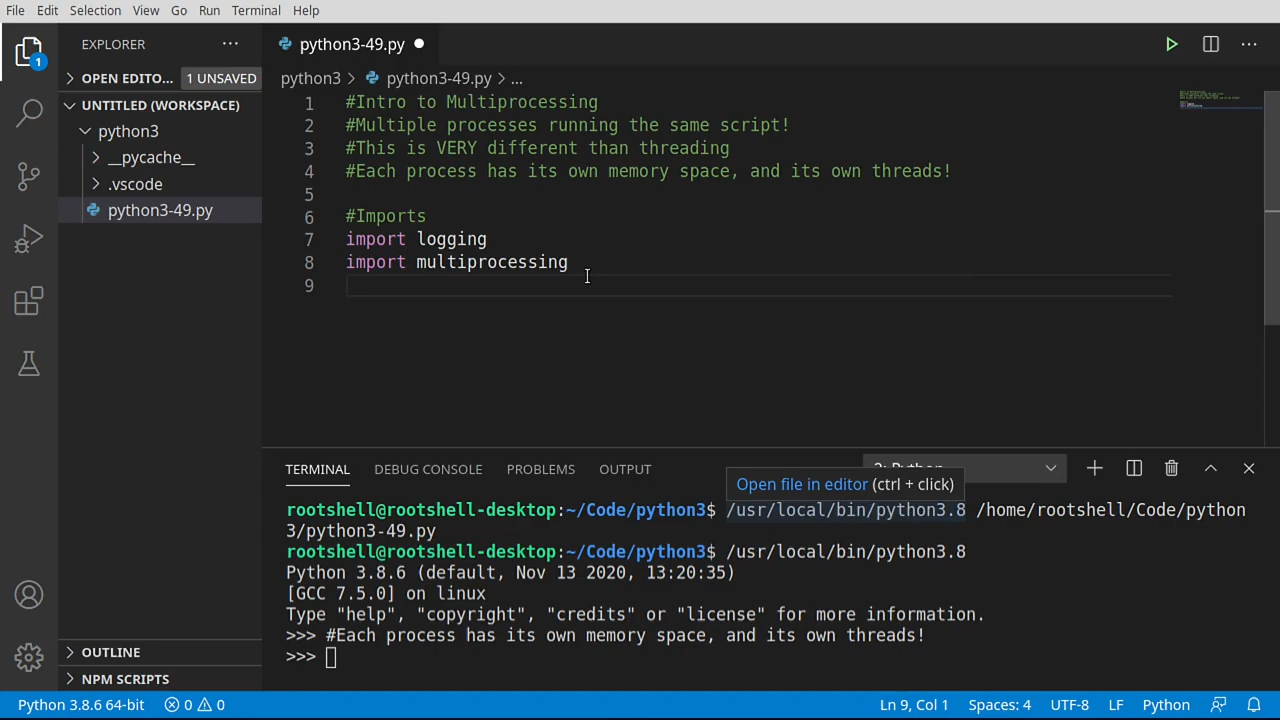 File Edit Selection View Go Run Terminal Help
EXPLORER
python3-49.py
1
OPEN EDITO... 1 UNSAVED
python3 > python3-49.py > ...
UNTITLED (WORKSPACE)
python3
__pycache__
.vscode
python3-49.py
1 #Intro to Multiprocessing
2 #Multiple processes running the same script!
3 #This is VERY different than threading
4 #Each process has its own memory space, and its own threads!
5
6 #Imports
7 import logging
8 import multiprocessing
9
TERMINAL DEBUG CONSOLE PROBLEMS OUTPUT
Open file in editor (ctrl + click)
rootshell@rootshell-desktop:~/Code/python3$ /usr/local/bin/python3.8 /home/rootshell/Code/python
3/python3-49.py
rootshell@rootshell-desktop:~/Code/python3$ /usr/local/bin/python3.8
Python 3.8.6 (default, Nov 13 2020, 13:20:35)
[GCC 7.5.0] on linux
Type "help", "copyright", "credits" or "license" for more information.
>>> #Each process has its own memory space, and its own threads!
>>>
OUTLINE
NPM SCRIPTS
Python 3.8.6 64-bit 0 0 Ln 9, Col 1 Spaces: 4 UTF-8 LF Python